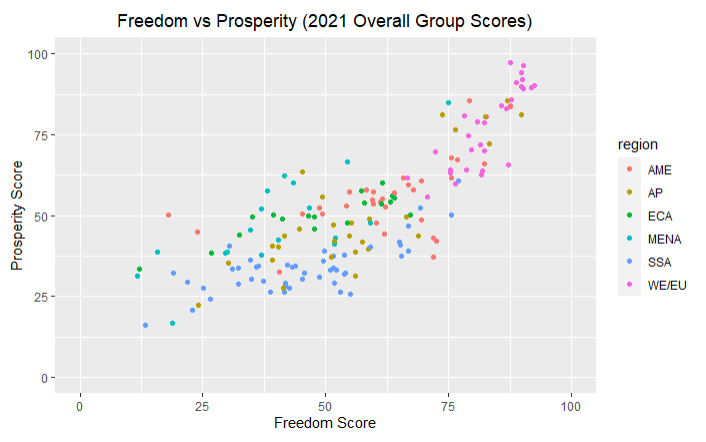 Freedom vs Prosperity (2021 Overall Group Scores)
100
75
50
25
0
Prosperity Score
0 25 50 75 100
Freedom Score
region
AME
AP
ECA
MENA
SSA
WE/EU